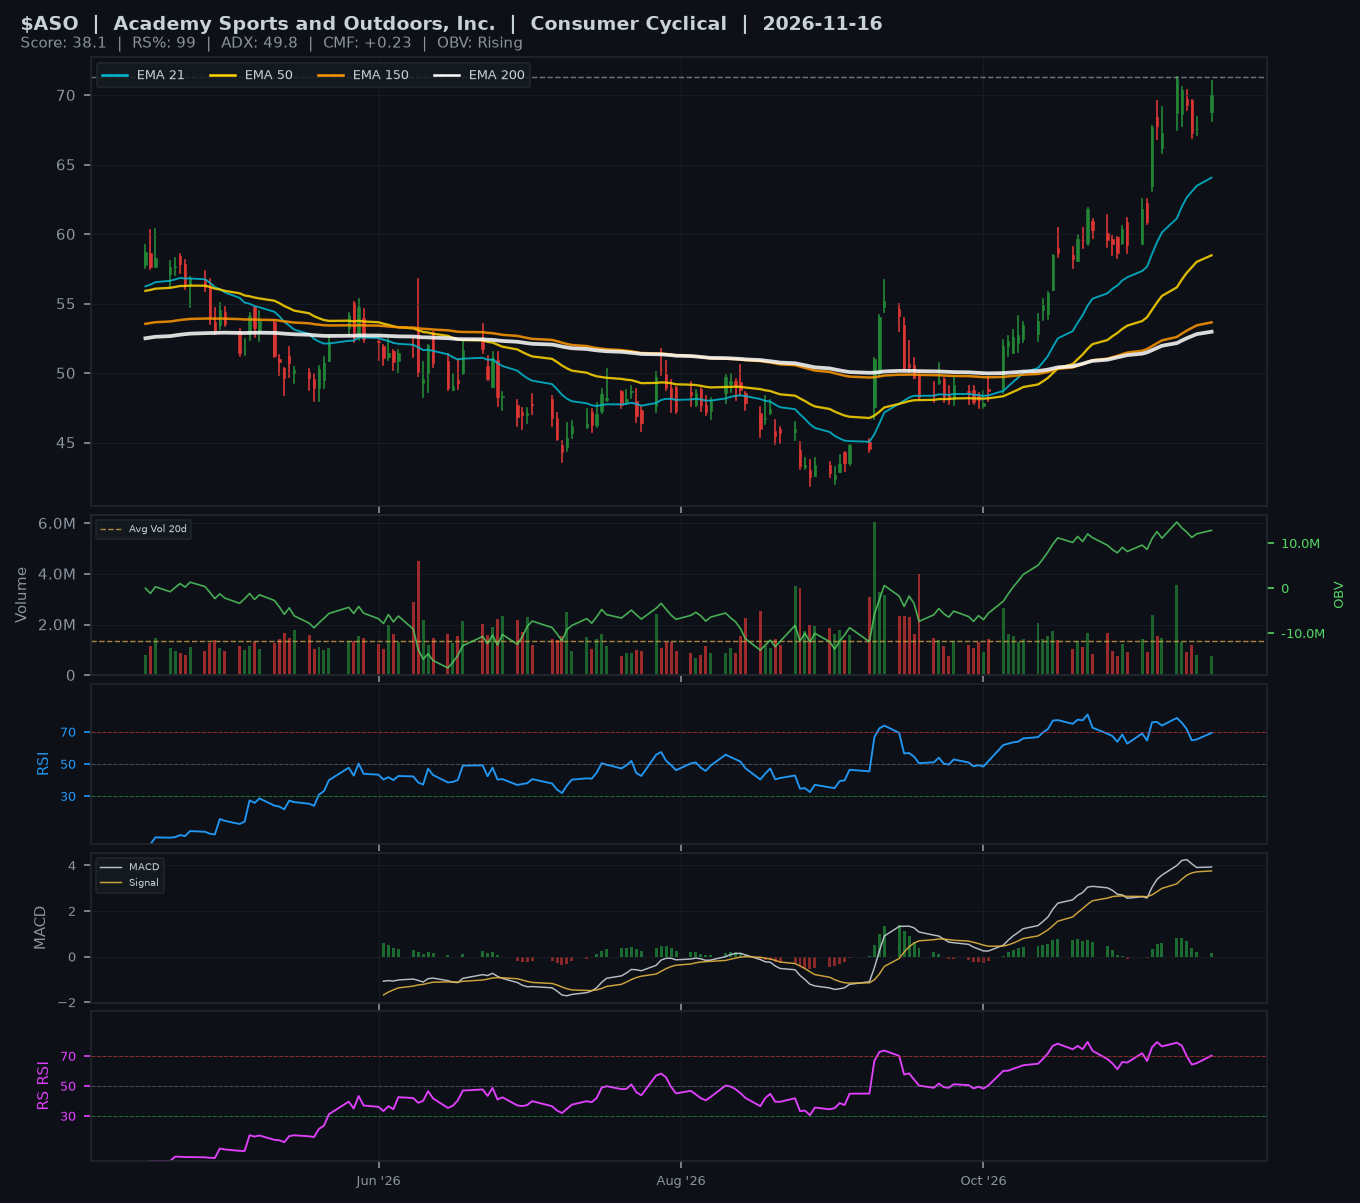 $ASO  |  Academy Sports and Outdoors, Inc.  |  Consumer Cyclical  |  2026-11-16
Score: 38.1  |  RS%: 99  |  ADX: 49.8  |  CMF: +0.23  |  OBV: Rising
EMA 21  EMA 50  EMA 150  EMA 200
70
65
60
55
50
45
Avg Vol 20d
6.0M
4.0M
2.0M
0
Volume
10.0M
0
-10.0M
OBV
70
50
30
RSI
MACD
Signal
4
2
0
−2
MACD
70
50
30
RS RSI
Jun '26
Aug '26
Oct '26